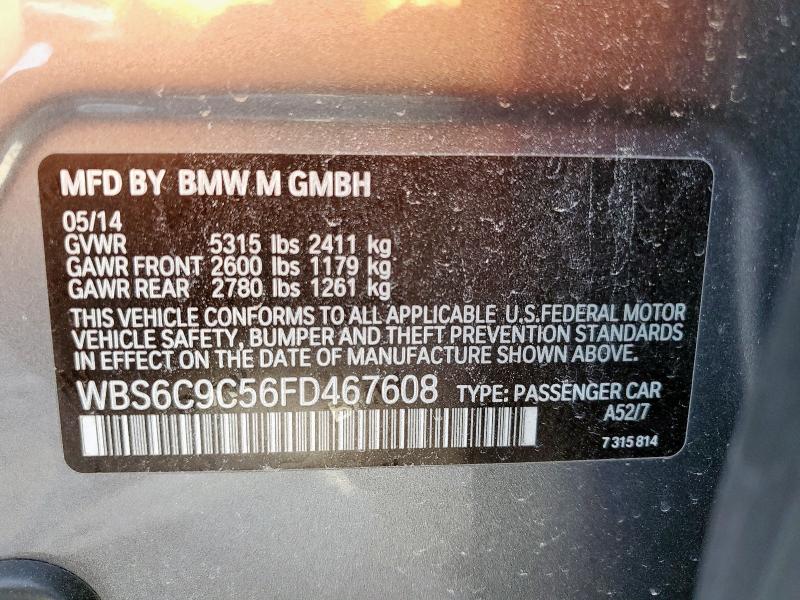 MFD BY BMW M GMBH
05/14
GVWR 5315 lbs 2411 kg
GAWR FRONT 2600 lbs 1179 kg
GAWR REAR 2780 lbs 1261 kg
THIS VEHICLE CONFORMS TO ALL APPLICABLE U.S.FEDERAL MOTOR
VEHICLE SAFETY, BUMPER AND THEFT PREVENTION STANDARDS
IN EFFECT ON THE DATE OF MANUFACTURE SHOWN ABOVE.
WBS6C9C56FD467608 TYPE: PASSENGER CAR
A52/7
7 315 814